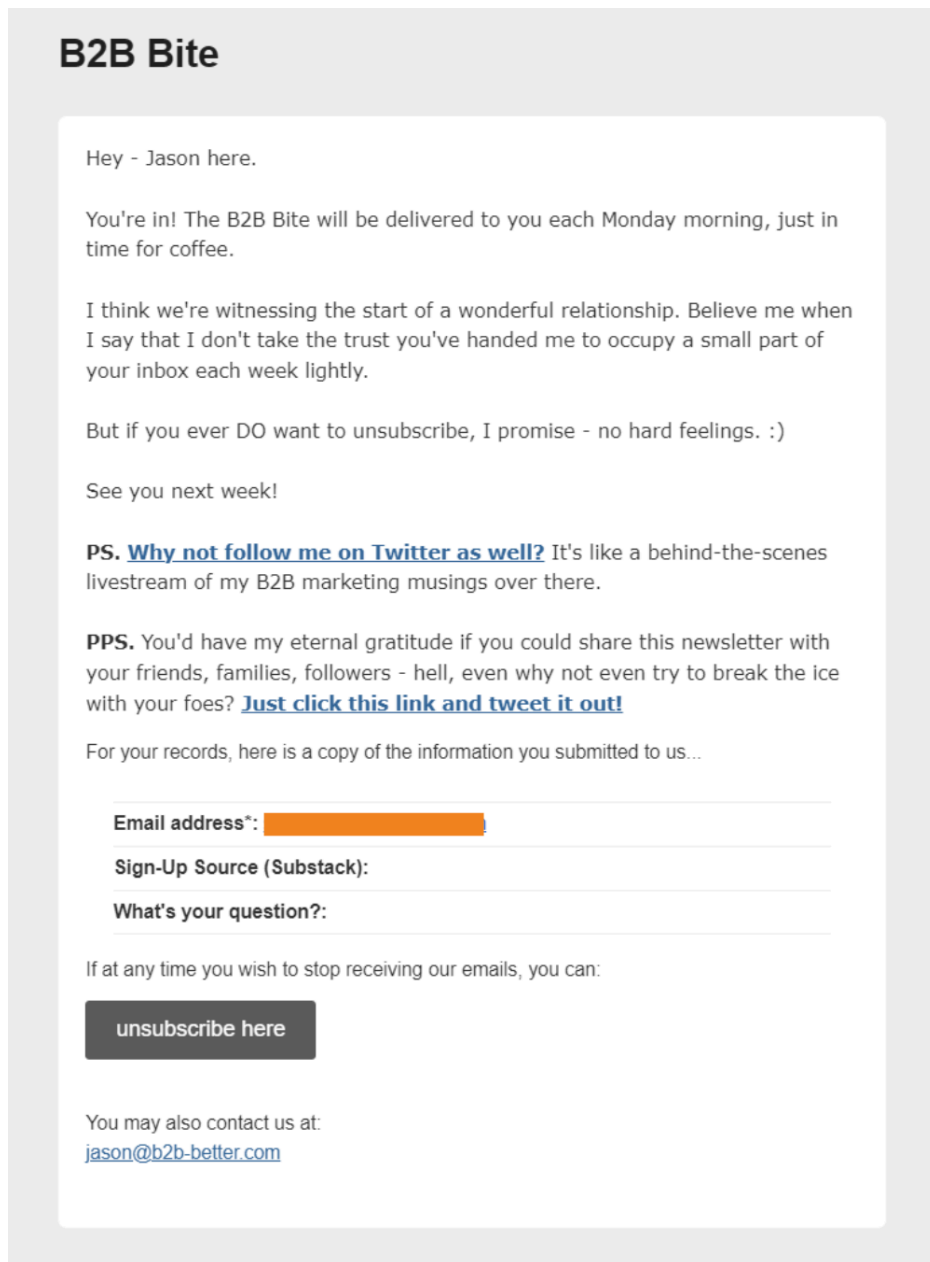 B2B Bite
Hey - Jason here.
You're in! The B2B Bite will be delivered to you each Monday morning, just in
time for coffee.
I think we're witnessing the start of a wonderful relationship. Believe me when
I say that I don't take the trust you've handed me to occupy a small part of
your inbox each week lightly.
But if you ever DO want to unsubscribe, I promise - no hard feelings. :)
See you next week!
PS. Why not follow me on Twitter as well? It's like a behind-the-scenes
livestream of my B2B marketing musings over there.
PPS. You'd have my eternal gratitude if you could share this newsletter with
your friends, families, followers - hell, even why not even try to break the ice
with your foes? Just click this link and tweet it out!
For your records, here is a copy of the information you submitted to us...
Email address*:
Sign-Up Source (Substack):
What's your question?:
If at any time you wish to stop receiving our emails, you can:
unsubscribe here
You may also contact us at:
jason@b2b-better.com